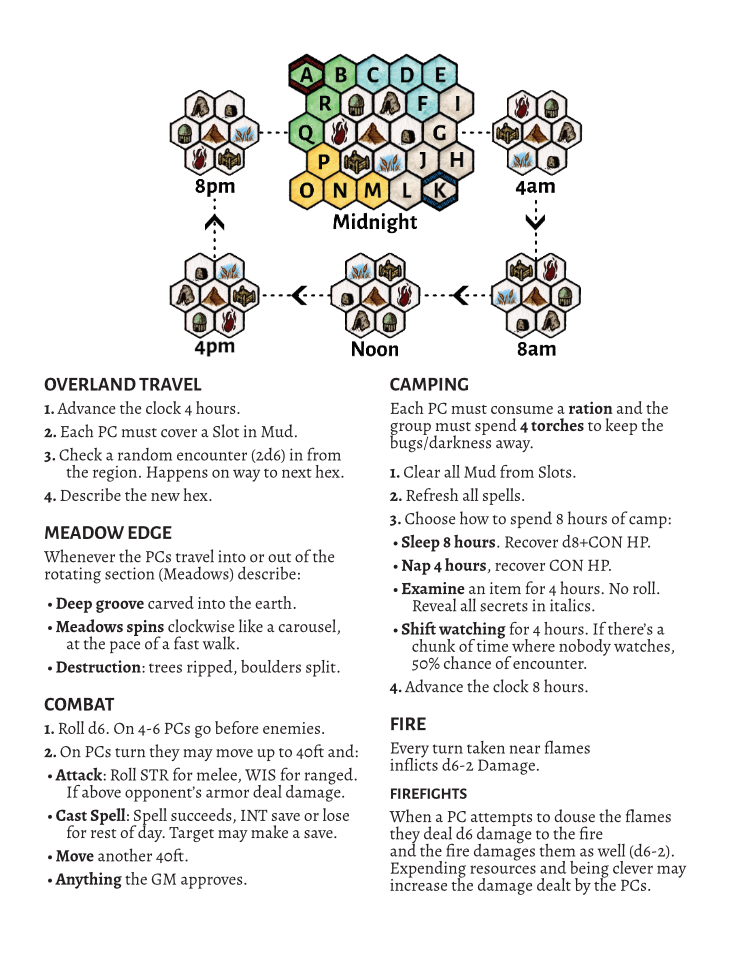 A B C D E
R F I
Q G
P J H
O N M L K
8pm
Midnight
4am
4pm
Noon
8am
OVERLAND TRAVEL
1. Advance the clock 4 hours.
2. Each PC must cover a Slot in Mud.
3. Check a random encounter (2d6) in from
the region. Happens on way to next hex.
4. Describe the new hex.
MEADOW EDGE
Whenever the PCs travel into or out of the
rotating section (Meadows) describe:
• Deep groove carved into the earth.
• Meadows spins clockwise like a carousel,
at the pace of a fast walk.
• Destruction: trees ripped, boulders split.
COMBAT
1. Roll d6. On 4-6 PCs go before enemies.
2. On PCs turn they may move up to 40ft and:
• Attack: Roll STR for melee, WIS for ranged.
If above opponent's armor deal damage.
• Cast Spell: Spell succeeds, INT save or lose
for rest of day. Target may make a save.
• Move another 40ft.
• Anything the GM approves.
CAMPING
Each PC must consume a ration and the
group must spend 4 torches to keep the
bugs/darkness away.
1. Clear all Mud from Slots.
2. Refresh all spells.
3. Choose how to spend 8 hours of camp:
• Sleep 8 hours. Recover d8+CON HP.
• Nap 4 hours, recover CON HP.
• Examine an item for 4 hours. No roll.
Reveal all secrets in italics.
• Shift watching for 4 hours. If there's a
chunk of time where nobody watches,
50% chance of encounter.
4. Advance the clock 8 hours.
FIRE
Every turn taken near flames
inflicts d6-2 Damage.
FIREFIGHTS
When a PC attempts to douse the flames
they deal d6 damage to the fire
and the fire damages them as well (d6-2).
Expending resources and being clever may
increase the damage dealt by the PCs.